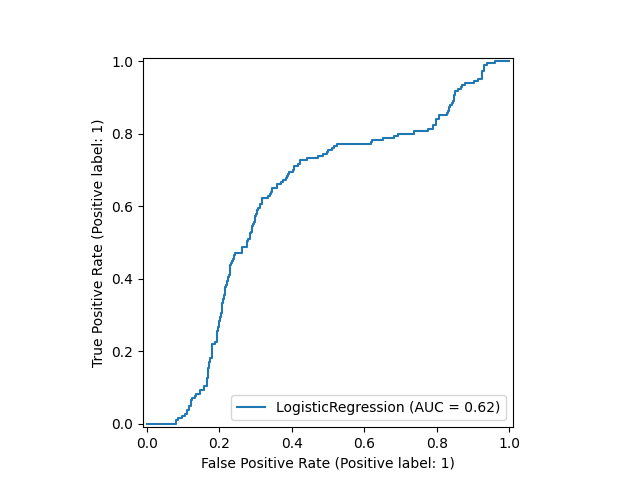 1.0
0.8
0.6
0.4
0.2
0.0
True Positive Rate (Positive label: 1)
LogisticRegression (AUC = 0.62)
0.0 0.2 0.4 0.6 0.8 1.0
False Positive Rate (Positive label: 1)